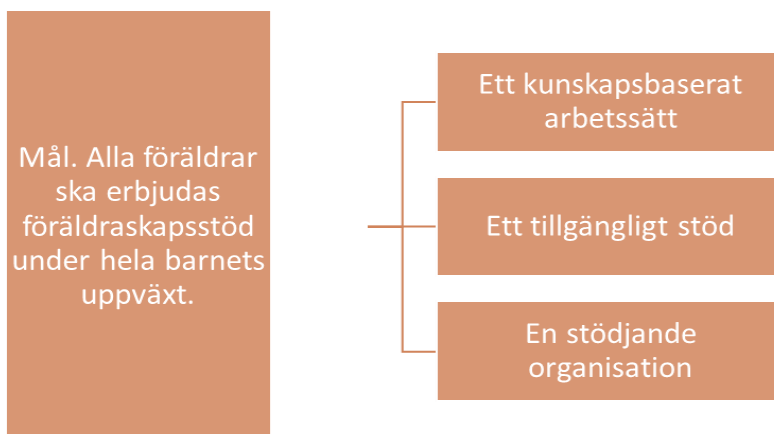 Mål. Alla föräldrar
ska erbjudas
föräldraskapsstöd
under hela barnets
uppväxt.
Ett kunskapsbaserat
arbetssätt
Ett tillgängligt stöd
En stödjande
organisation